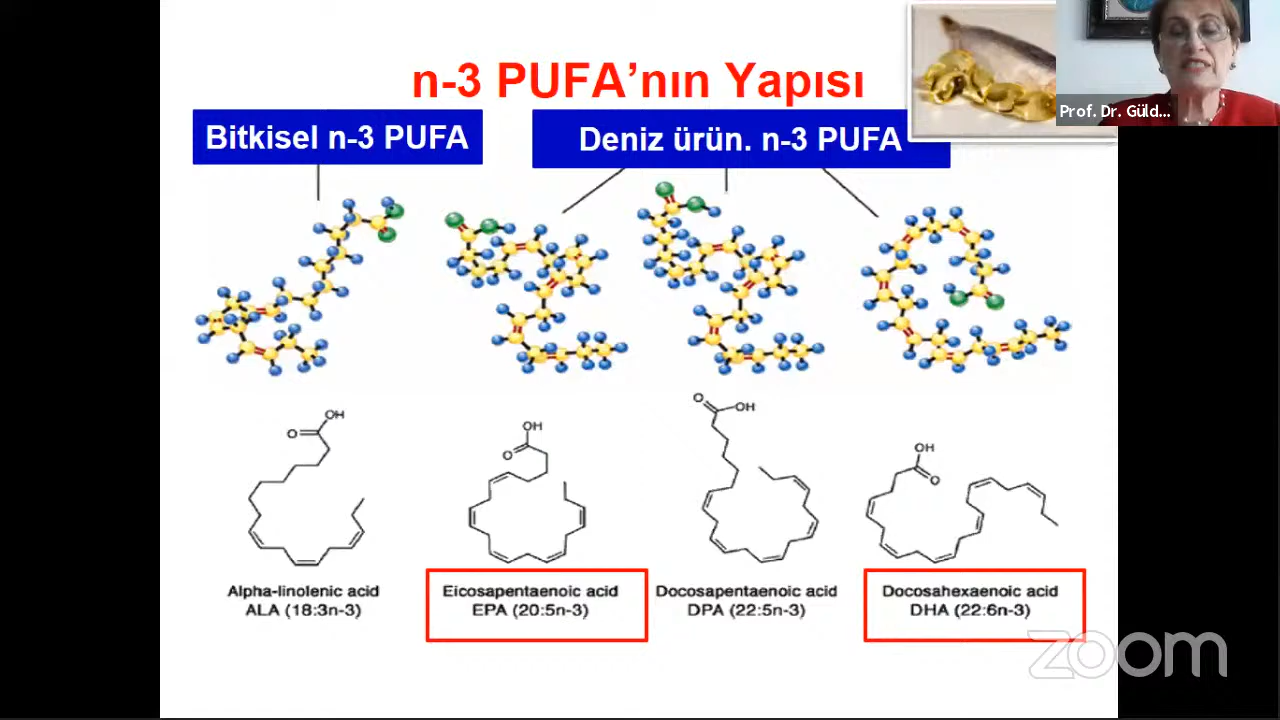 n-3 PUFA’nın Yapısı
Prof. Dr. Güld...
Bitkisel n-3 PUFA
Deniz ürün. n-3 PUFA
O
OH
O
OH
O
OH
OH
O
Alpha-linolenic acid
ALA (18:3n-3)
Eicosapentaenoic acid
EPA (20:5n-3)
Docosapentaenoic acid
DPA (22:5n-3)
Docosahexaenoic acid
DHA (22:6n-3)
zoom